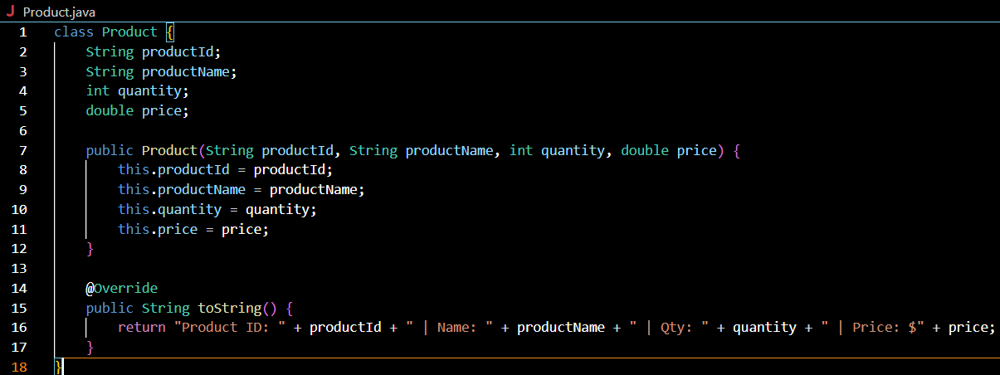 J Product.java
1 class Product {
2     String productId;
3     String productName;
4     int quantity;
5     double price;
6
7     public Product(String productId, String productName, int quantity, double price) {
8         this.productId = productId;
9         this.productName = productName;
10         this.quantity = quantity;
11         this.price = price;
12     }
13
14     @Override
15     public String toString() {
16         return "Product ID: " + productId + " | Name: " + productName + " | Qty: " + quantity + " | Price: $" + price;
17     }
18 }